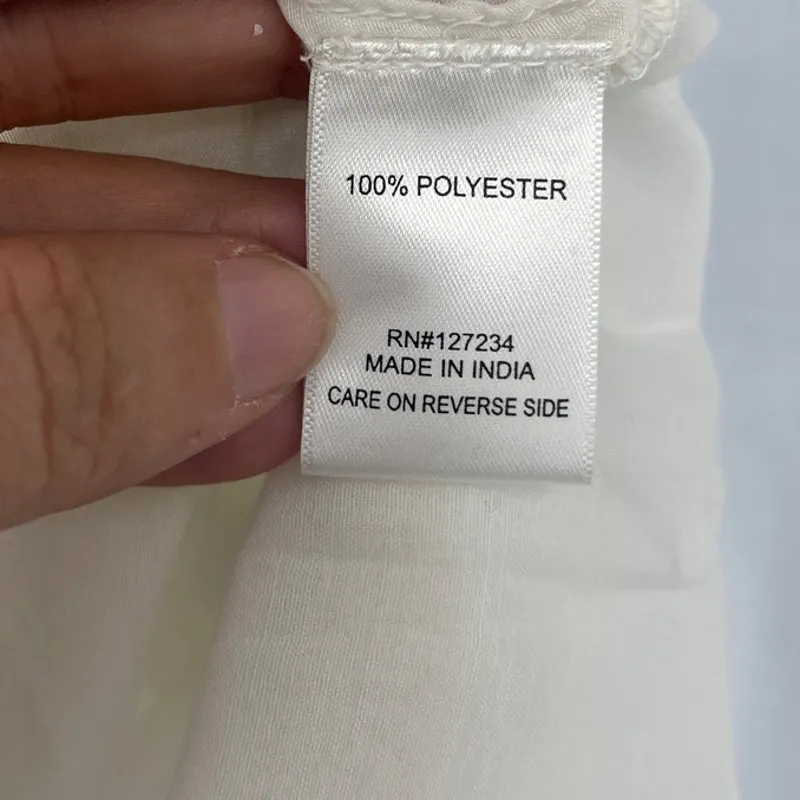 100% POLYESTER
RN#127234
MADE IN INDIA
CARE ON REVERSE SIDE